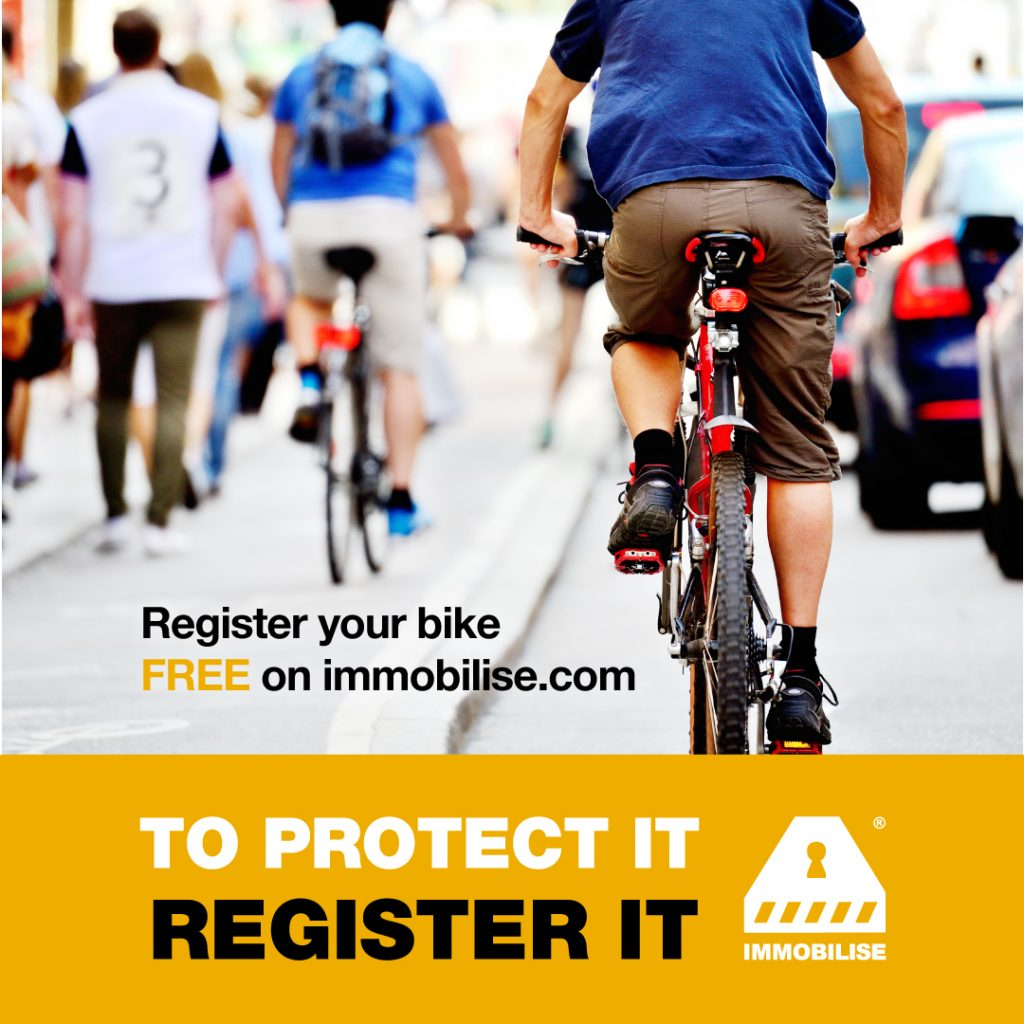 3
Register your bike
FREE on immobilise.com
TO PROTECT IT
REGISTER IT
®
IMMOBILISE